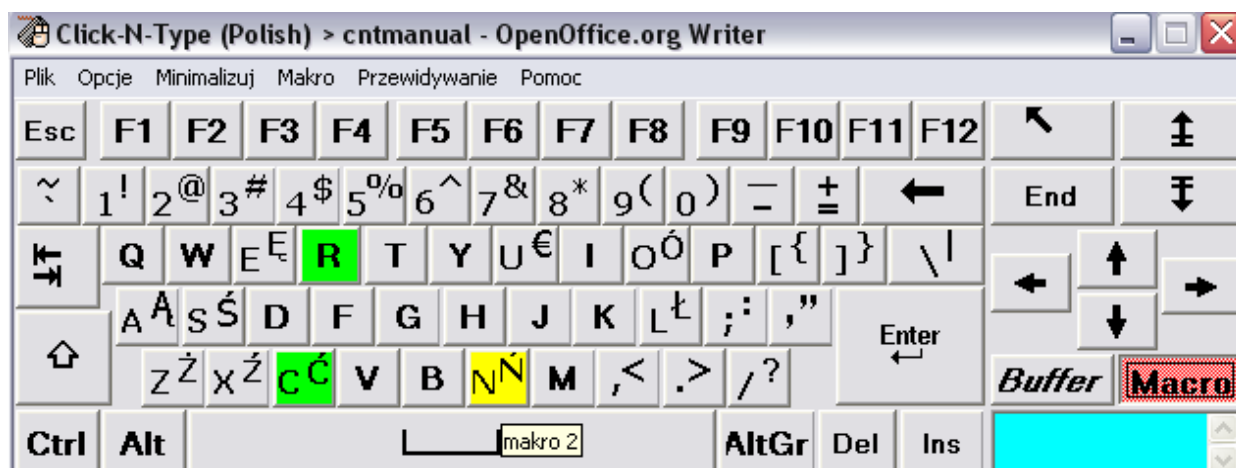 Click-N-Type (Polish) > cntmanual - OpenOffice.org Writer
Plik Opcje Minimalizuj Makro Przewidywanie Pomoc
Esc F1 F2 F3 F4 F5 F6 F7 F8 F9 F10 F11 F12
~ ` 1 ! 2 @ 3 # 4 $ 5 % 6 ^ 7 & 8 * 9 ( 0 ) _ - + = ← End
Q W E Ę R T Y U € I O Ó P [ { ] } \ |
A Ą S Ś D F G H J K L Ł ; : ' " Enter
Z Ż X Ź C Ć V B N Ń M , < . > / ? Buffer Macro
Ctrl Alt makro 2 AltGr Del Ins